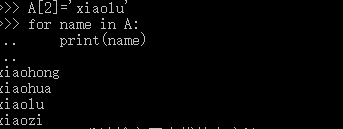 >>> A[2]='xiaolu'
>>> for name in A:
..      print(name)
..
xiaohong
xiaohua
xiaolu
xiaozi